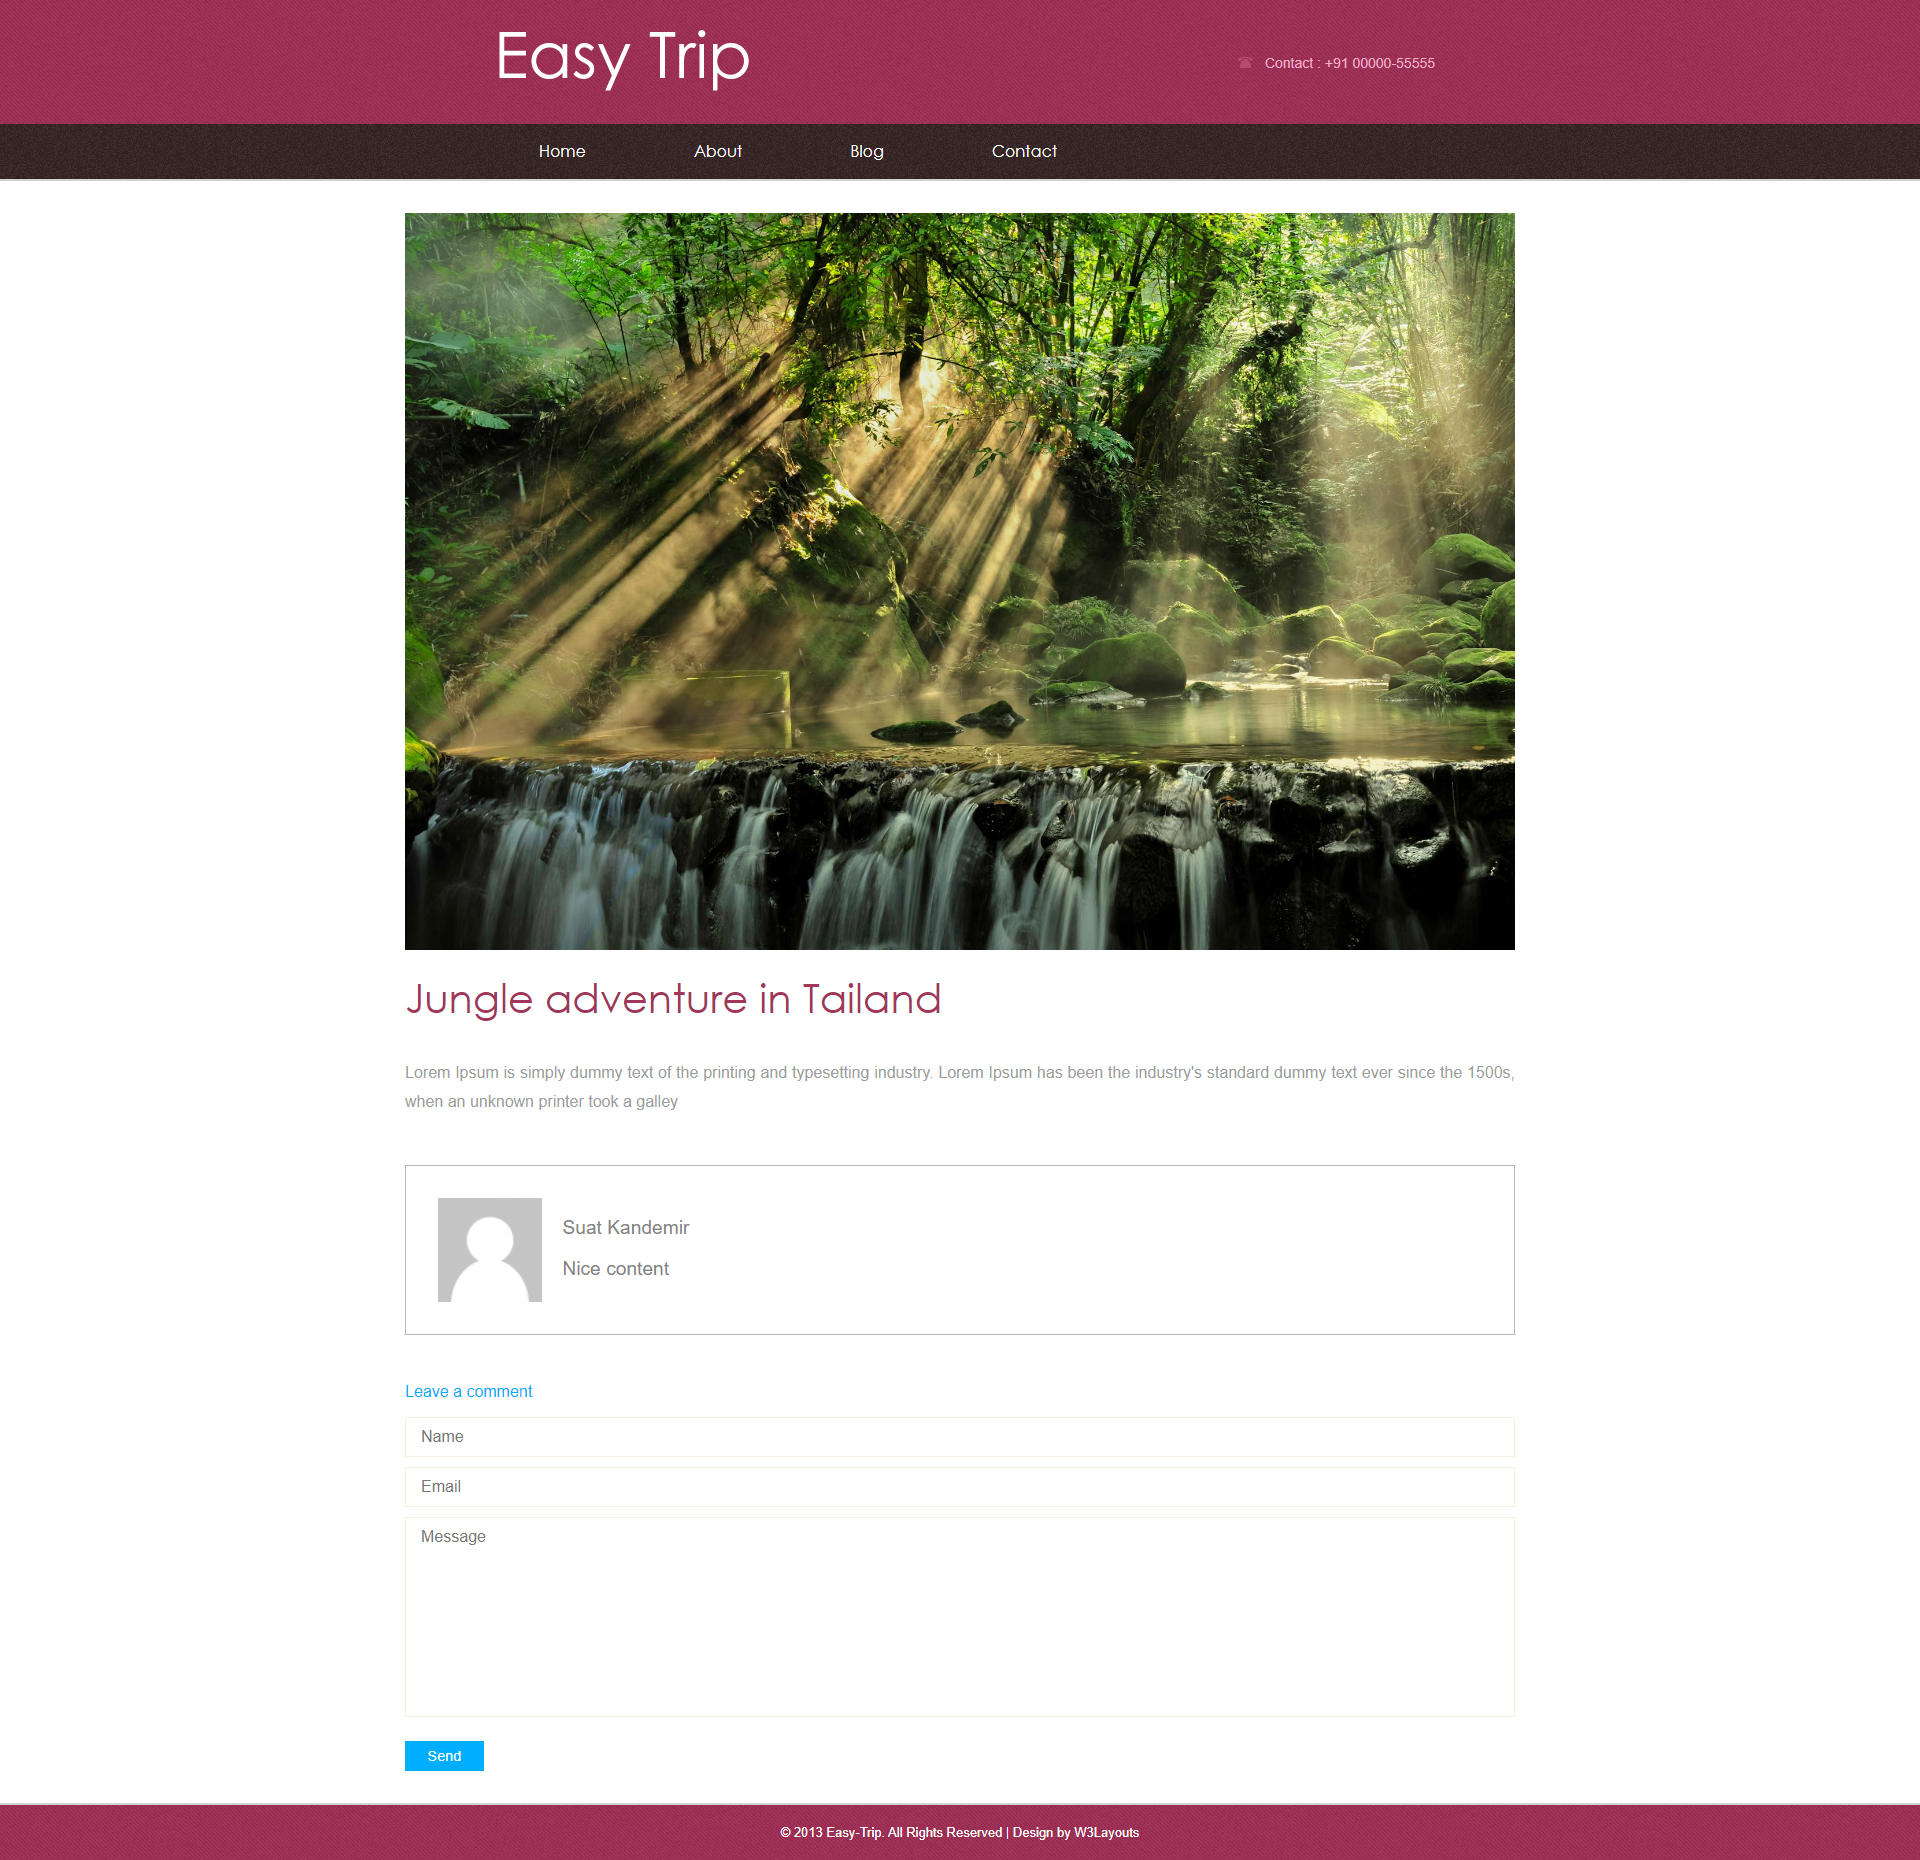 Easy Trip
Contact : +91 00000-55555
Home
About
Blog
Contact
Jungle adventure in Tailand
Lorem Ipsum is simply dummy text of the printing and typesetting industry. Lorem Ipsum has been the industry's standard dummy text ever since the 1500s,
when an unknown printer took a galley
Suat Kandemir
Nice content
Leave a comment
Name
Email
Message
Send
© 2013 Easy-Trip. All Rights Reserved | Design by W3Layouts